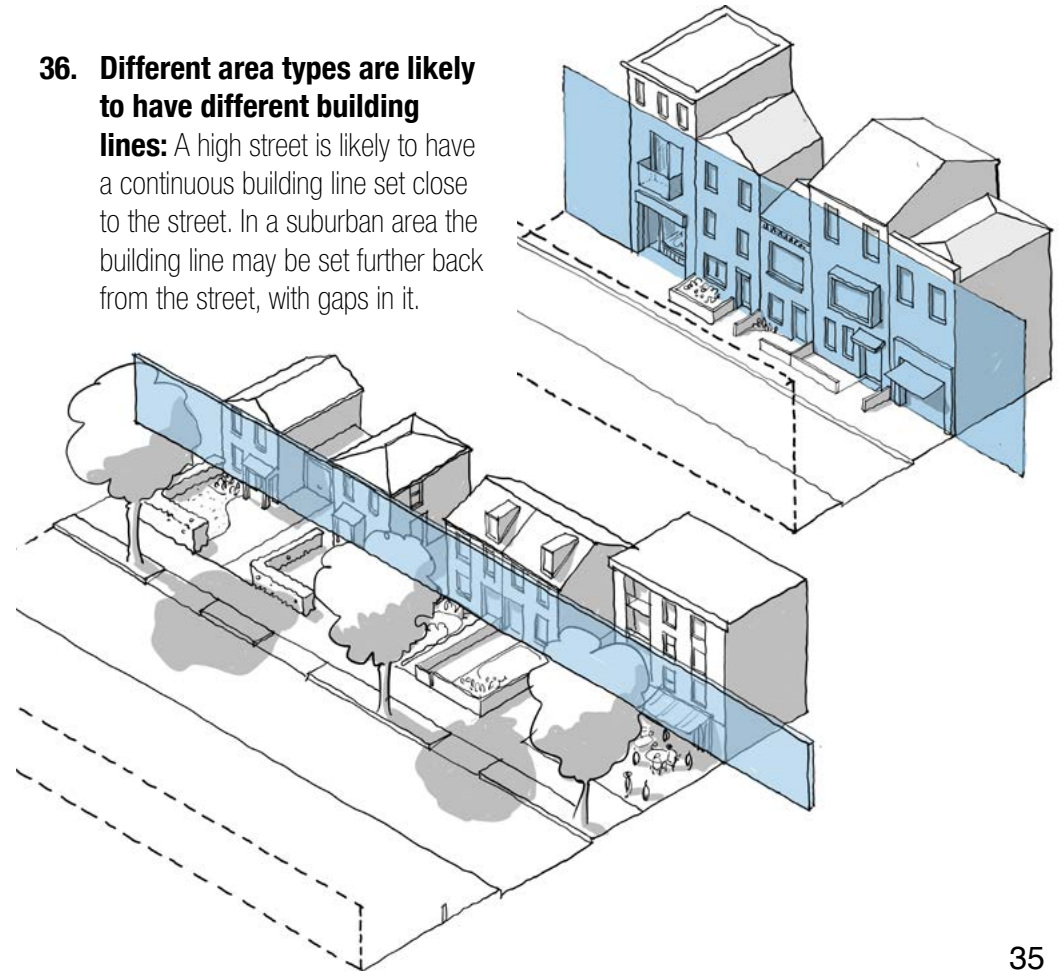 36. Different area types are likely
to have different building
lines: A high street is likely to have
a continuous building line set close
to the street. In a suburban area the
building line may be set further back
from the street, with gaps in it.
35